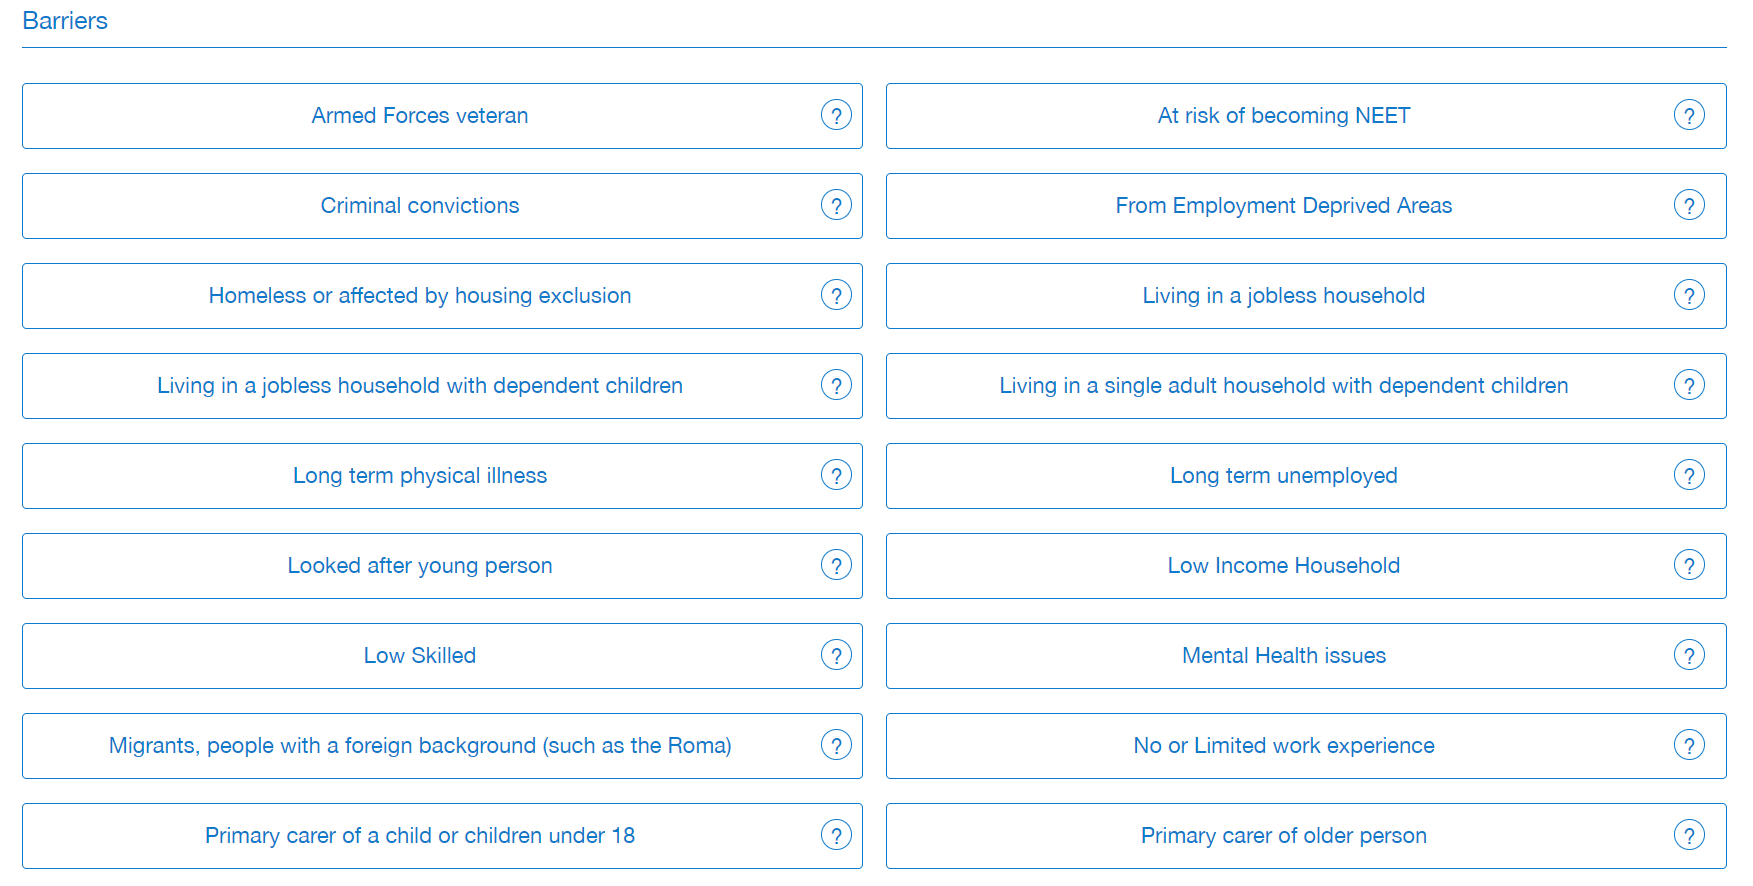 Barriers
Armed Forces veteran ?
At risk of becoming NEET ?
Criminal convictions ?
From Employment Deprived Areas ?
Homeless or affected by housing exclusion ?
Living in a jobless household ?
Living in a jobless household with dependent children ?
Living in a single adult household with dependent children ?
Long term physical illness ?
Long term unemployed ?
Looked after young person ?
Low Income Household ?
Low Skilled ?
Mental Health issues ?
Migrants, people with a foreign background (such as the Roma) ?
No or Limited work experience ?
Primary carer of a child or children under 18 ?
Primary carer of older person ?